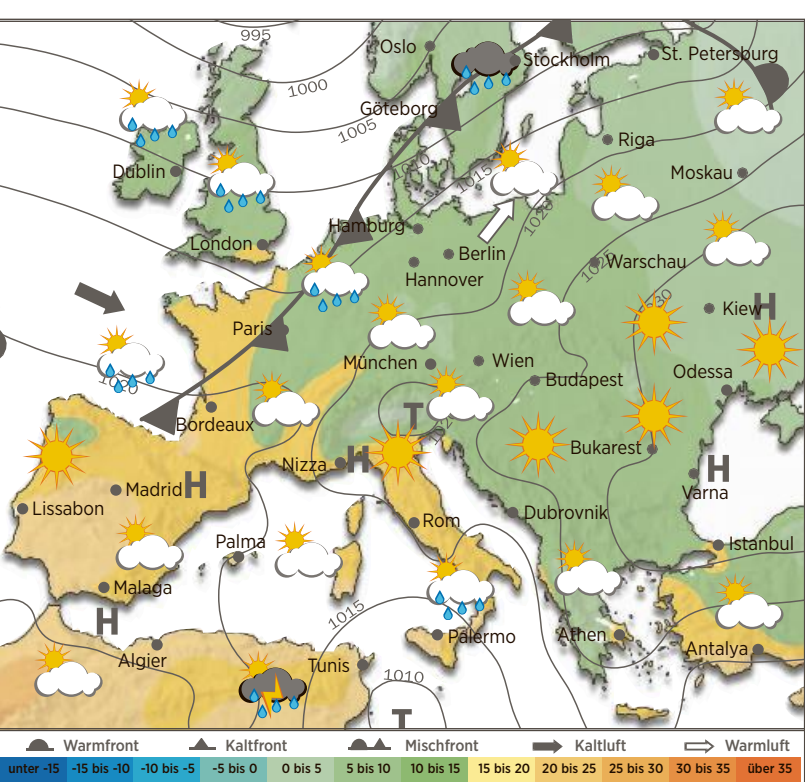 995
Oslo
Stockholm
St. Petersburg
1000
Göteborg
1005
Riga
1010
Dublin
1015
Moskau
1020
Hamburg
London
Berlin
1025
Warschau
Hannover
1030
Kiew H
Paris
München
Wien
1020
Budapest
Odessa
T
Bordeaux
Nizza H
Bukarest
H
Madrid H
Varna
Lissabon
Rom
Dubrovnik
Palma
Istanbul
Malaga
1015
H
Palermo
Athen
Algier
Tunis
Antalya
1010
T
Warmfront Kaltfront Mischfront Kaltluft Warmluft
unter -15 -15 bis -10 -10 bis -5 -5 bis 0 0 bis 5 5 bis 10 10 bis 15 15 bis 20 20 bis 25 25 bis 30 30 bis 35 über 35